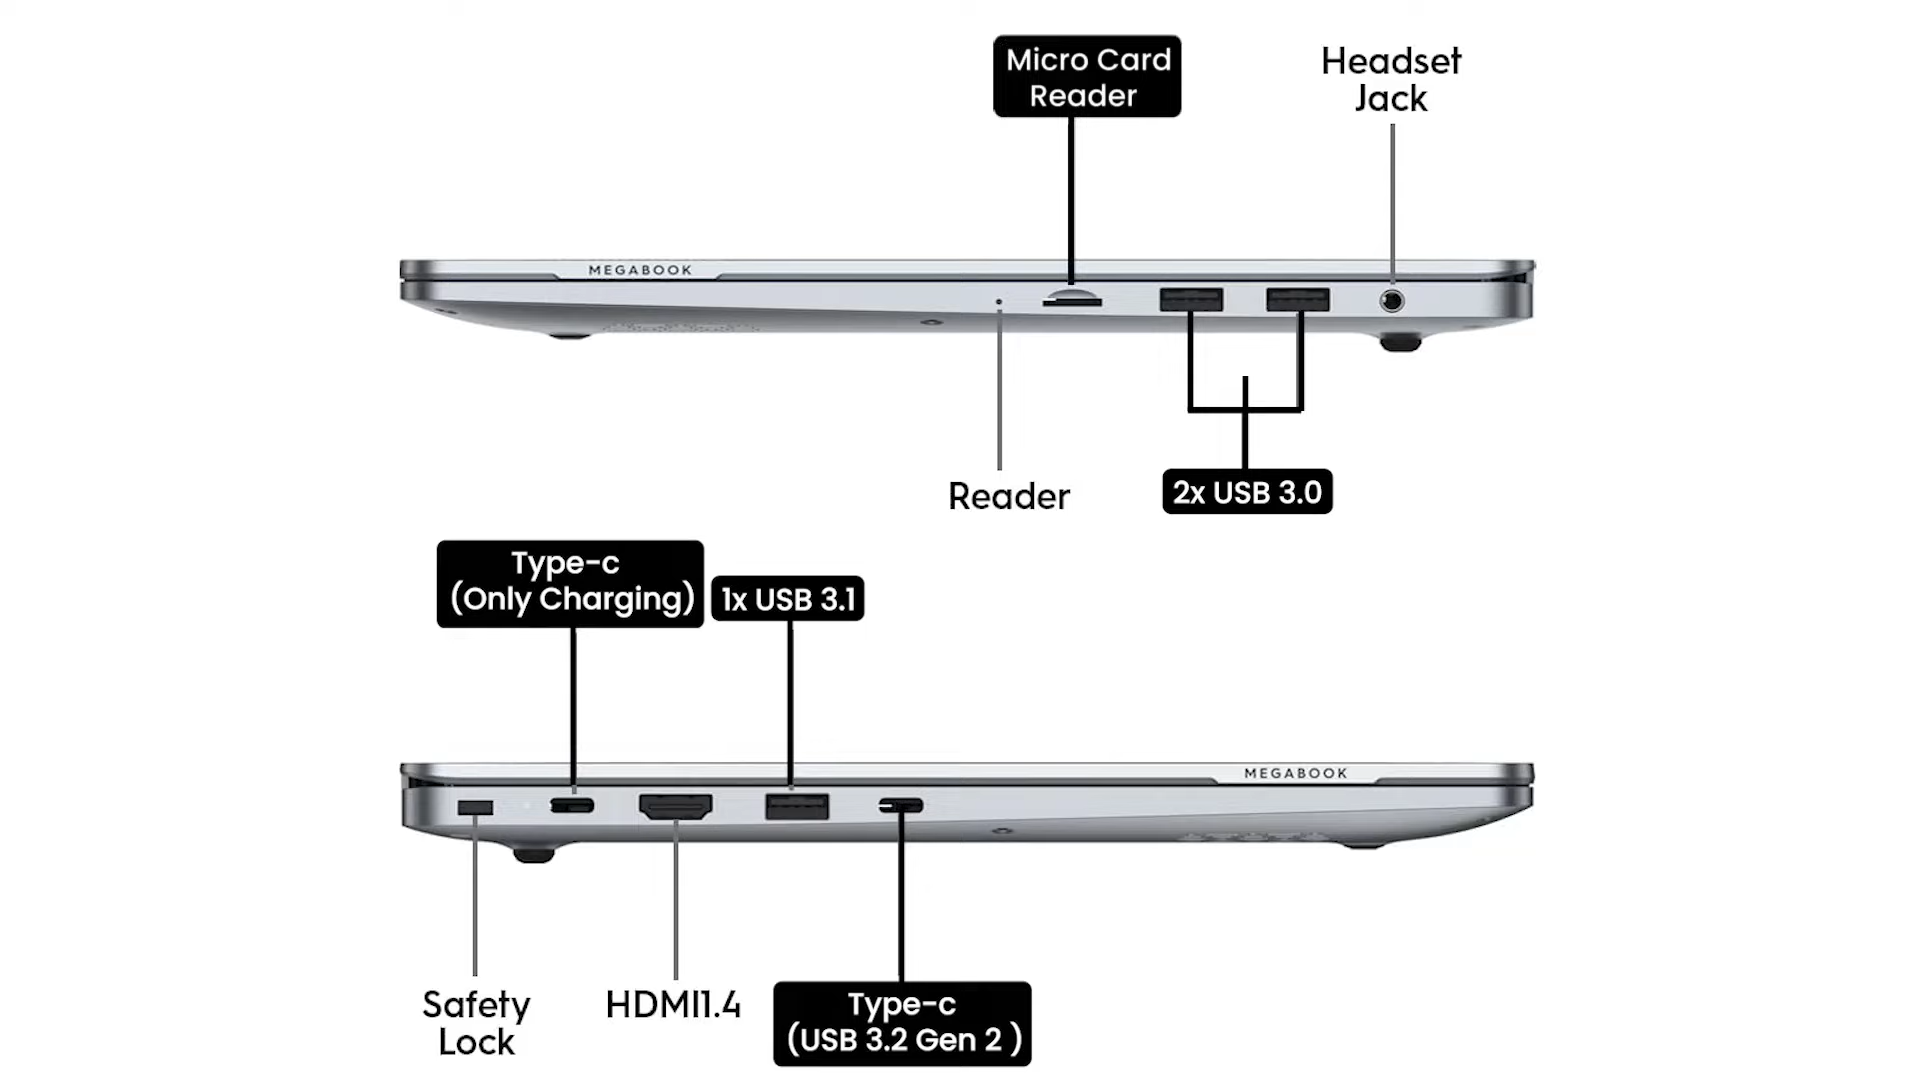 Micro Card
Reader
Headset
Jack
MEGABOOK
Reader
2x USB 3.0
Type-c
(Only Charging)
1x USB 3.1
MEGABOOK
Safety
Lock
HDMI1.4
Type-c
(USB 3.2 Gen 2 )